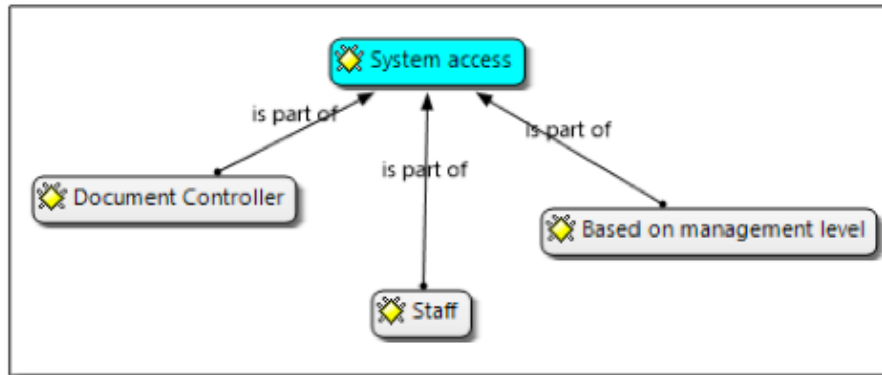 System access
is part of
is part of
is part of
Document Controller
Based on management level
Staff